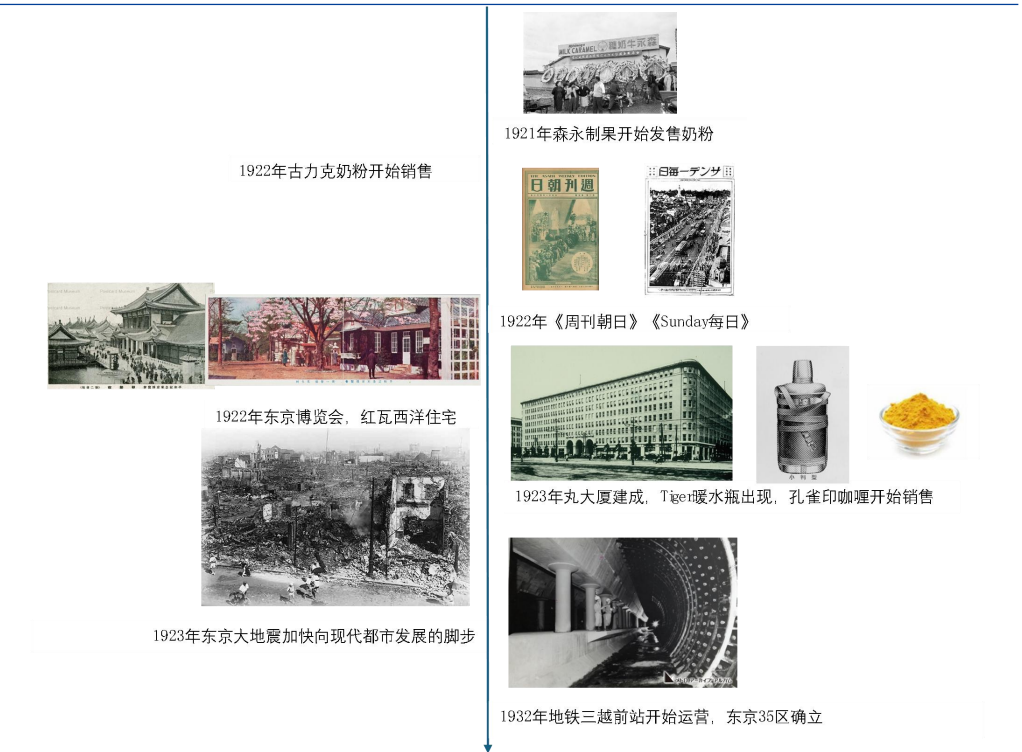 MILK CARAMEL 森永牛奶糖
1921年森永制果开始发售奶粉
1922年古力克奶粉开始销售
週刊朝日
サンデー毎日
1922年《周刊朝日》《Sunday每日》
1922年东京博览会，红瓦西洋住宅
1923年丸大厦建成，Tiger暖水瓶出现，孔雀印咖喱开始销售
1923年东京大地震加快向现代都市发展的脚步
1932年地铁三越前站开始运营，东京35区确立